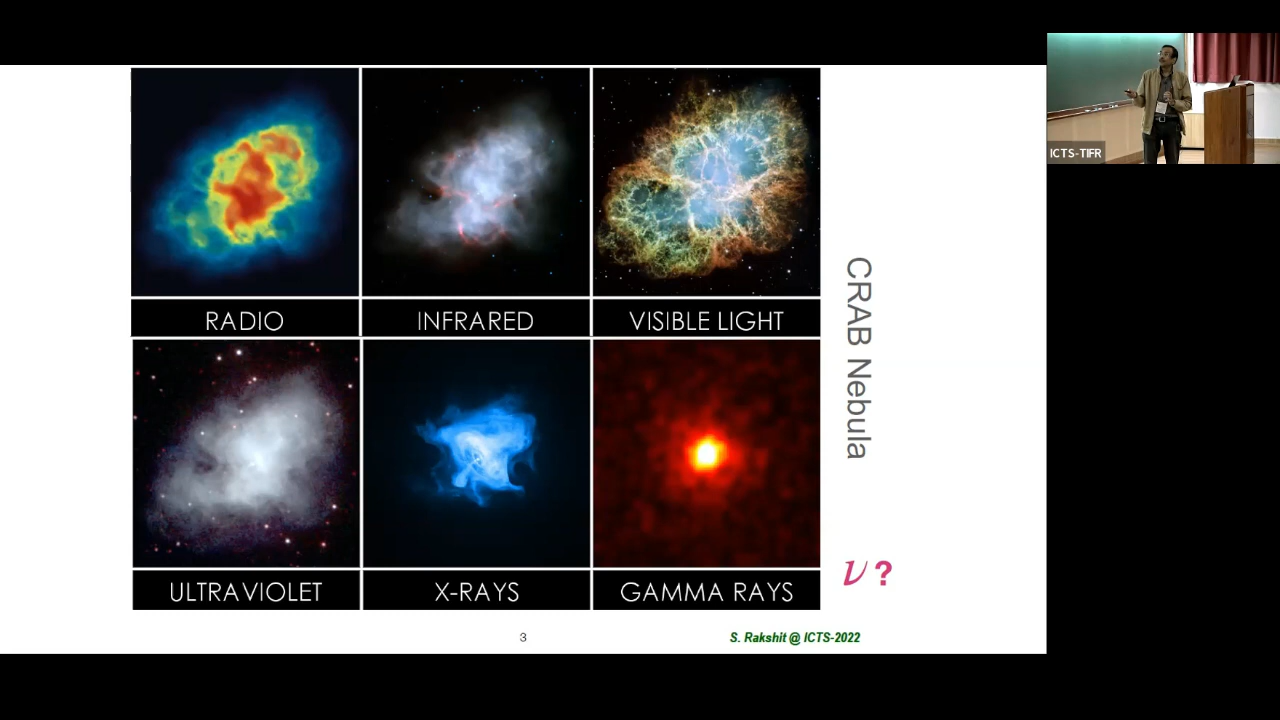 ICTS-TIFR
RADIO
INFRARED
VISIBLE LIGHT
CRAB Nebula
ULTRAVIOLET
X-RAYS
GAMMA RAYS
ν ?
3
S. Rakshit @ ICTS-2022